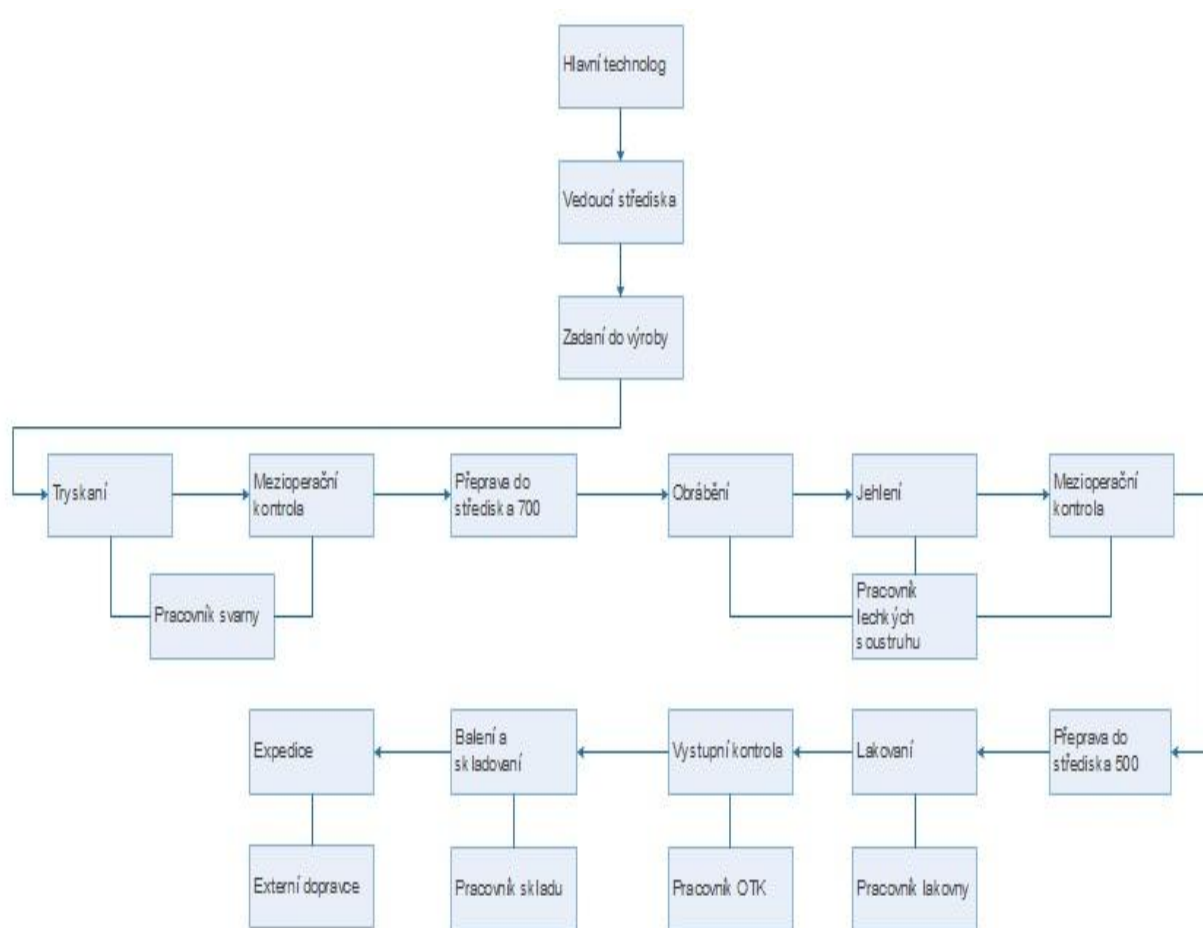 Hlavní technolog
Vedoucí střediska
Zadaní do výroby
Tryskaní
Mezioperační
kontrola
Přeprava do
střediska 700
Obrábění
Jehlení
Mezioperační
kontrola
Pracovník svarny
Pracovník
lechkých
soustruhu
Expedice
Balení a
skladovaní
Vystupní kontrola
Lakovaní
Přeprava do
střediska 500
Externí dopravce
Pracovník skladu
Pracovník OTK
Pracovník lakovny